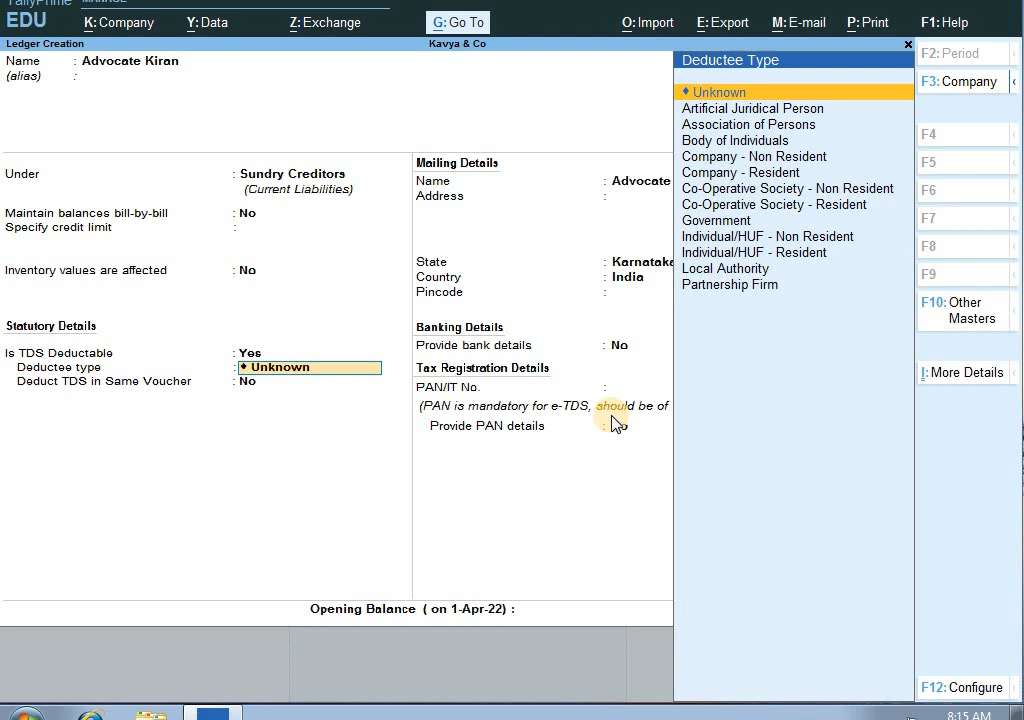 TallyPrime MANAGE
EDU K: Company Y: Data Z: Exchange G: Go To O: Import E: Export M: E-mail P: Print F1: Help
Ledger Creation Kavya & Co ×
Name : Advocate Kiran
(alias) :
Under : Sundry Creditors
(Current Liabilities)
Maintain balances bill-by-bill : No
Specify credit limit :
Inventory values are affected : No
Statutory Details
Is TDS Deductable : Yes
Deductee type : ♦ Unknown
Deduct TDS in Same Voucher : No
Mailing Details
Name : Advocate
Address :
State : Karnataka
Country : India
Pincode :
Banking Details
Provide bank details : No
Tax Registration Details
PAN/IT No. :
(PAN is mandatory for e-TDS, should be of
Provide PAN details : No
Opening Balance ( on 1-Apr-22) :
Deductee Type
♦ Unknown
Artificial Juridical Person
Association of Persons
Body of Individuals
Company - Non Resident
Company - Resident
Co-Operative Society - Non Resident
Co-Operative Society - Resident
Government
Individual/HUF - Non Resident
Individual/HUF - Resident
Local Authority
Partnership Firm
F2: Period
F3: Company
F4
F5
F6
F7
F8
F9
F10: Other
Masters
I: More Details
F12: Configure
8:15 AM